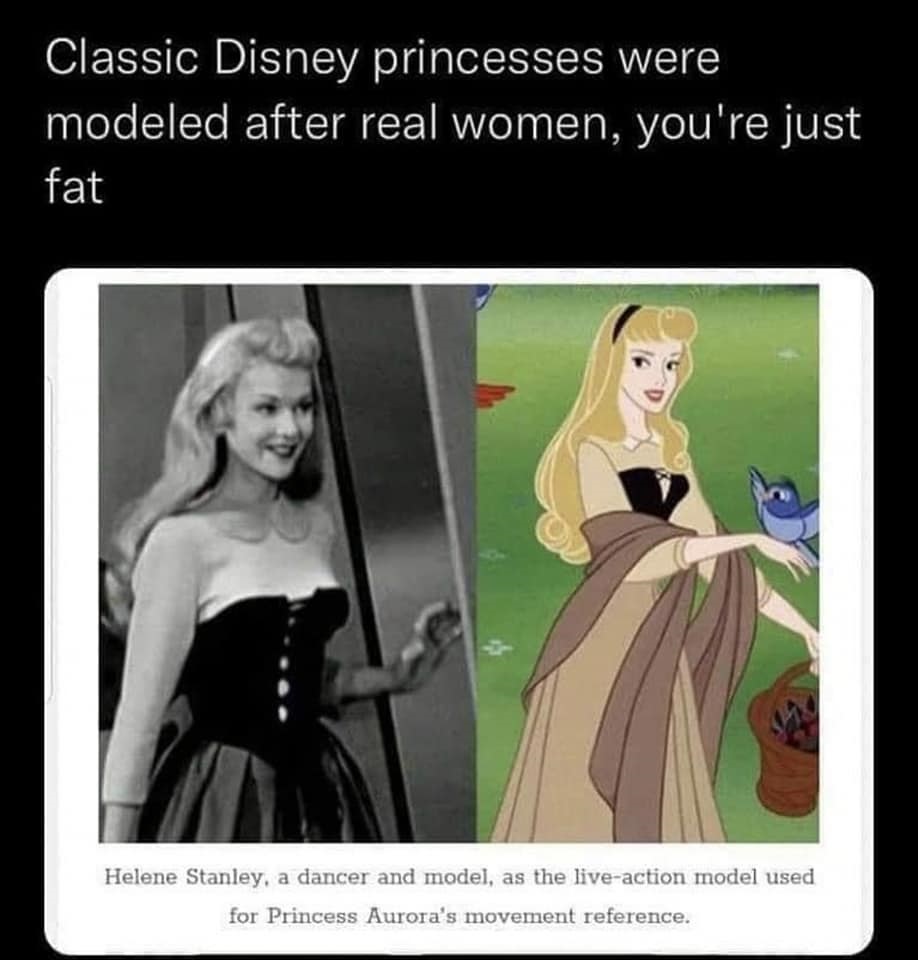 Classic Disney princesses were
modeled after real women, you're just
fat
Helene Stanley, a dancer and model, as the live-action model used
for Princess Aurora's movement reference.